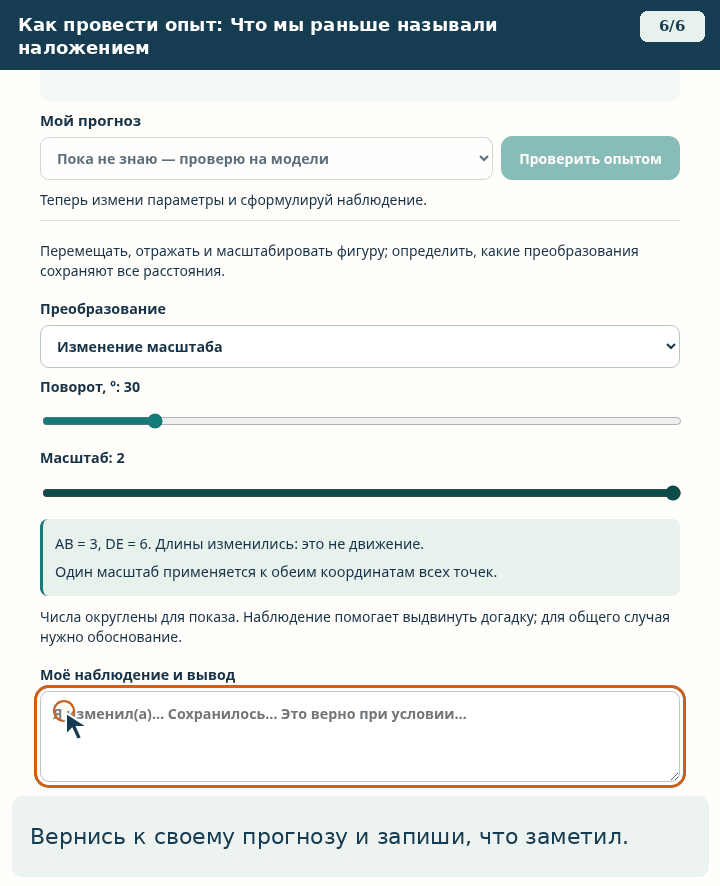 Как провести опыт: Что мы раньше называли
наложением
6/6
Мой прогноз
Пока не знаю — проверю на модели
Проверить опытом
Теперь измени параметры и сформулируй наблюдение.
Перемещать, отражать и масштабировать фигуру; определить, какие преобразования
сохраняют все расстояния.
Преобразование
Изменение масштаба
Поворот, °: 30
Масштаб: 2
AB = 3, DE = 6. Длины изменились: это не движение.
Один масштаб применяется к обеим координатам всех точек.
Числа округлены для показа. Наблюдение помогает выдвинуть догадку; для общего случая
нужно обоснование.
Моё наблюдение и вывод
Я изменил(а)... Сохранилось... Это верно при условии...
Вернись к своему прогнозу и запиши, что заметил.